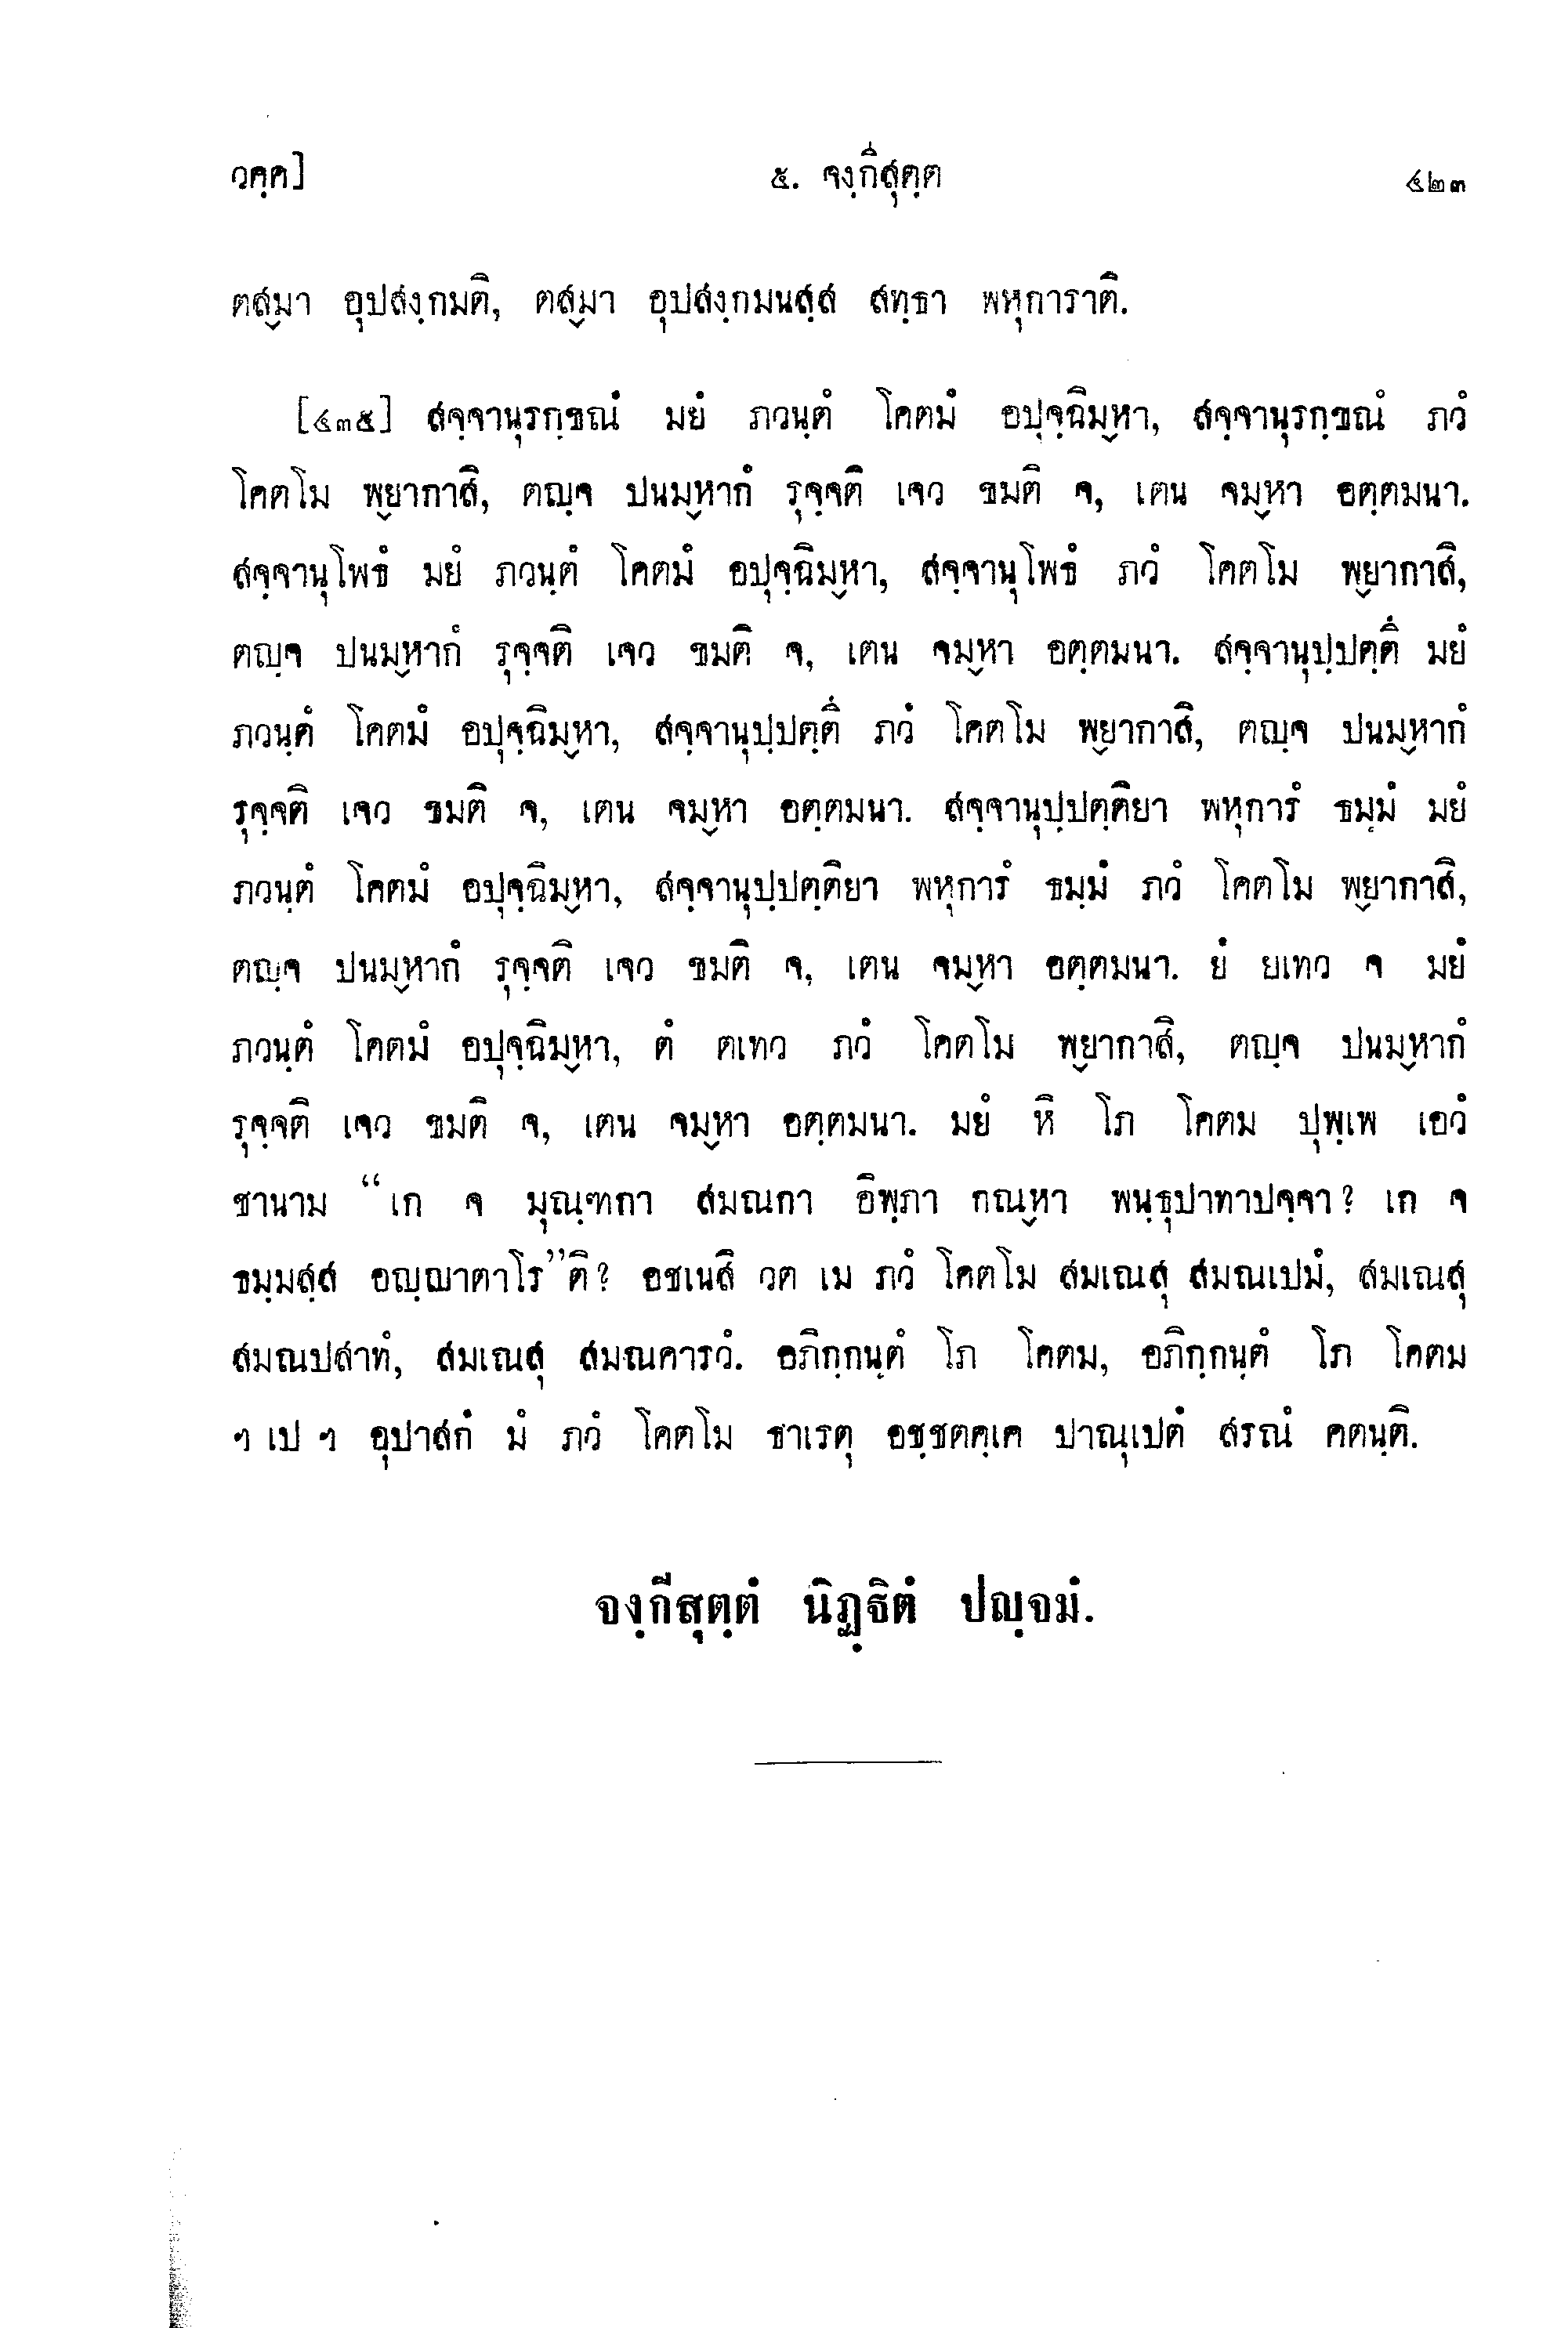 วคฺค]
๕. จงฺกึสุตฺต
๔๒๓
ตสฺมา อุปสงฺกมติ, ตสฺมา อุปสงฺกมนสฺส สทฺธา พหุการาติ.
[๔๓๕] สจฺจานุรกฺขณํ มยํ ภวนฺตํ โคตมํ อปุจฺฉิมฺหา, สจฺจานุรกฺขณํ ภวํ
โคตโม พฺยากาสิ, ตญฺจ ปนมฺหากํ รุจฺจติ เจว ขมติ จ, เตน จมฺหา อตฺตมนา.
สจฺจานุโพธํ มยํ ภวนฺตํ โคตมํ อปุจฺฉิมฺหา, สจฺจานุโพธํ ภวํ โคตโม พฺยากาสิ,
ตญฺจ ปนมฺหากํ รุจฺจติ เจว ขมติ จ, เตน จมฺหา อตฺตมนา. สจฺจานุปฺปตฺตึ มยํ
ภวนฺตํ โคตมํ อปุจฺฉิมฺหา, สจฺจานุปฺปตฺตึ ภวํ โคตโม พฺยากาสิ, ตญฺจ ปนมฺหากํ
รุจฺจติ เจว ขมติ จ, เตน จมฺหา อตฺตมนา. สจฺจานุปฺปตฺติยา พหุการํ ธมฺมํ มยํ
ภวนฺตํ โคตมํ อปุจฺฉิมฺหา, สจฺจานุปฺปตฺติยา พหุการํ ธมฺมํ ภวํ โคตโม พฺยากาสิ,
ตญฺจ ปนมฺหากํ รุจฺจติ เจว ขมติ จ, เตน จมฺหา อตฺตมนา. ยํ ยเทว จ มยํ
ภวนฺตํ โคตมํ อปุจฺฉิมฺหา, ตํ ตเทว ภวํ โคตโม พฺยากาสิ, ตญฺจ ปนมฺหากํ
รุจฺจติ เจว ขมติ จ, เตน จมฺหา อตฺตมนา. มยํ หิ โภ โคตม ปุพฺเพ เอวํ
ชานาม “เก จ มุณฺฑกา สมณกา อิพฺภา กณฺหา พนฺธุปาทาปจฺจา? เก จ
ธมฺมสฺส อญฺญาตาโร”ติ? อชเนสิ วต เม ภวํ โคตโม สมเณสุ สมณเปมํ, สมเณสุ
สมณปสาทํ, สมเณสุ สมณคารวํ. อภิกฺกนฺตํ โภ โคตม, อภิกฺกนฺตํ โภ โคตม
ฯ เป ฯ อุปาสกํ มํ ภวํ โคตโม ธาเรตุ อชฺชตคฺเค ปาณุเปตํ สรณํ คตนฺติ.
จงฺกีสุตฺตํ นิฏฺฐิตํ ปญฺจมํ.